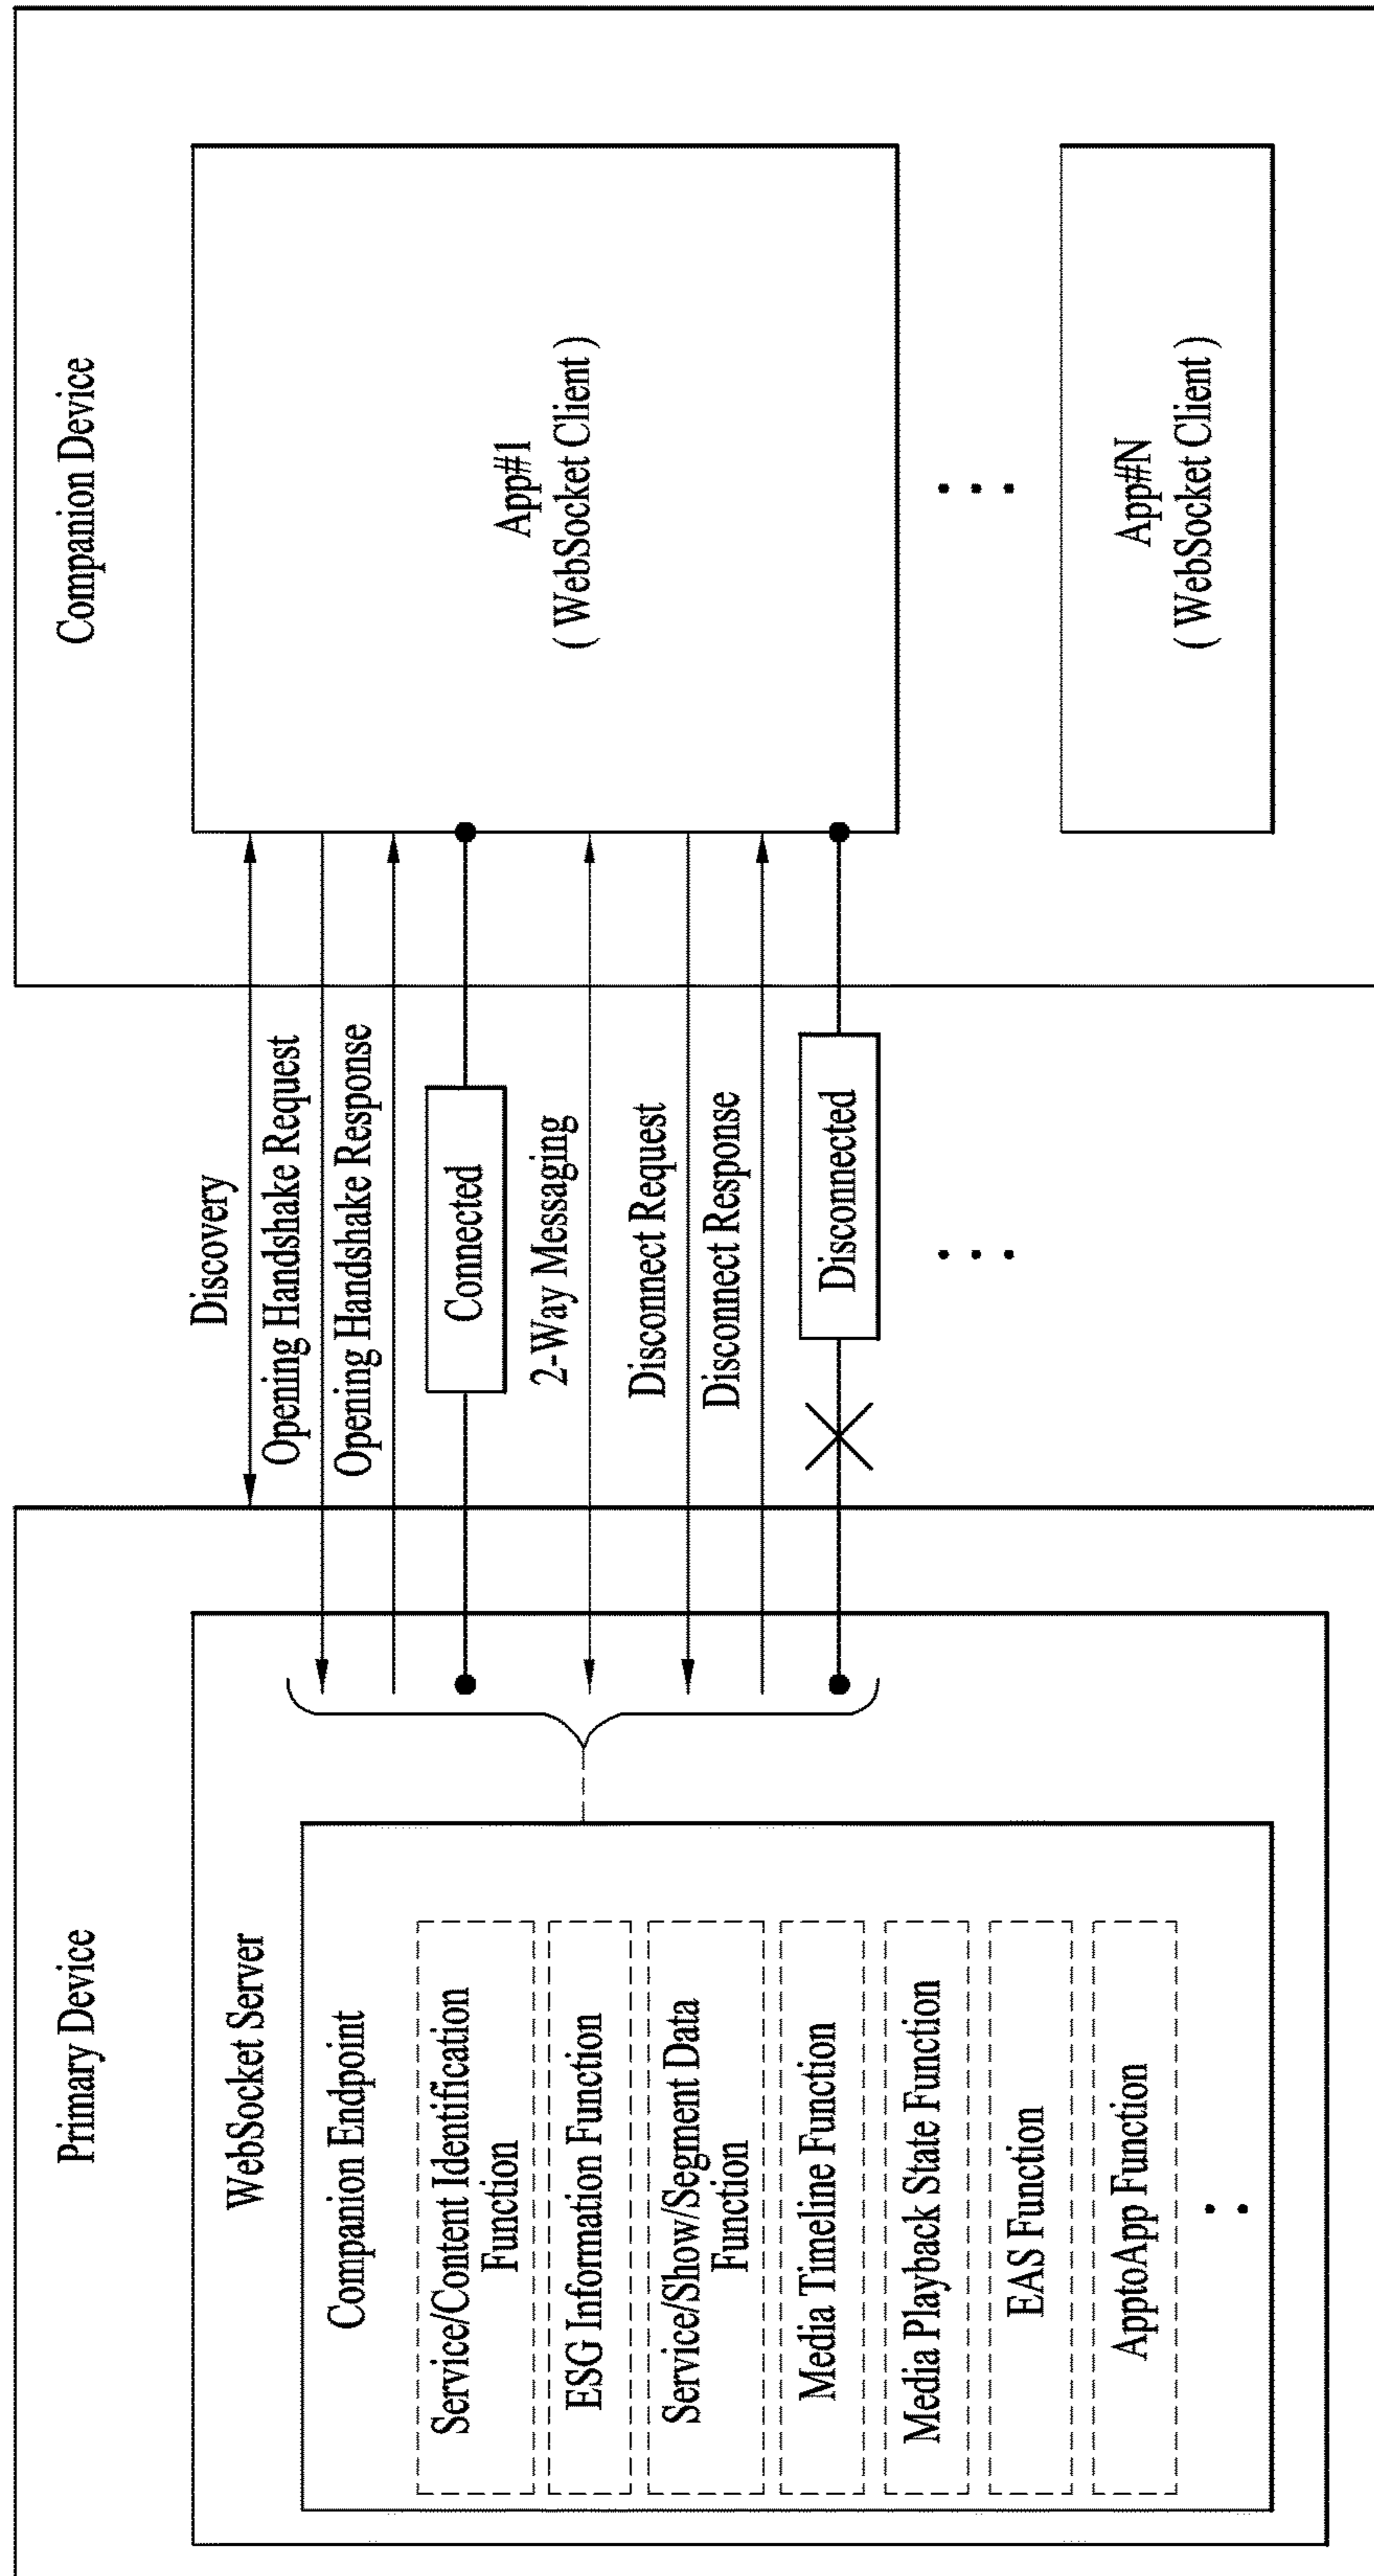 Primary Device
WebSocket Server
Companion Endpoint
Service/Content Identification
Function
ESG Information Function
Service/Show/Segment Data
Function
Media Timeline Function
Media Playback State Function
EAS Function
ApptoApp Function
Discovery
Opening Handshake Request
Opening Handshake Response
Connected
2-Way Messaging
Disconnect Request
Disconnect Response
Disconnected
Companion Device
App#1
( WebSocket Client )
App#N
( WebSocket Client )